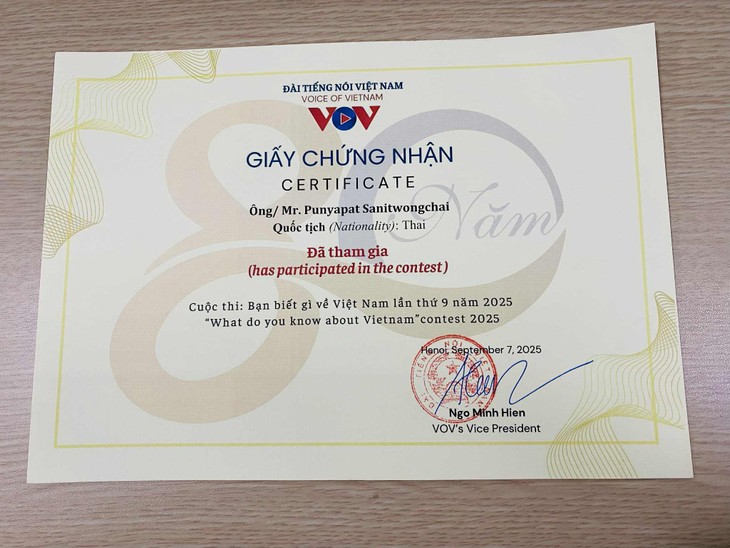 ĐÀI TIẾNG NÓI VIỆT NAM
VOICE OF VIETNAM
VOV
GIẤY CHỨNG NHẬN
CERTIFICATE
80 Năm
Ông/ Mr. Punyapat Sanitwongchai
Quốc tịch (Nationality): Thai
Đã tham gia
(has participated in the contest)
Cuộc thi: Bạn biết gì về Việt Nam lần thứ 9 năm 2025
“What do you know about Vietnam”contest 2025
Hanoi, September 7, 2025
Ngo Minh Hien
VOV's Vice President